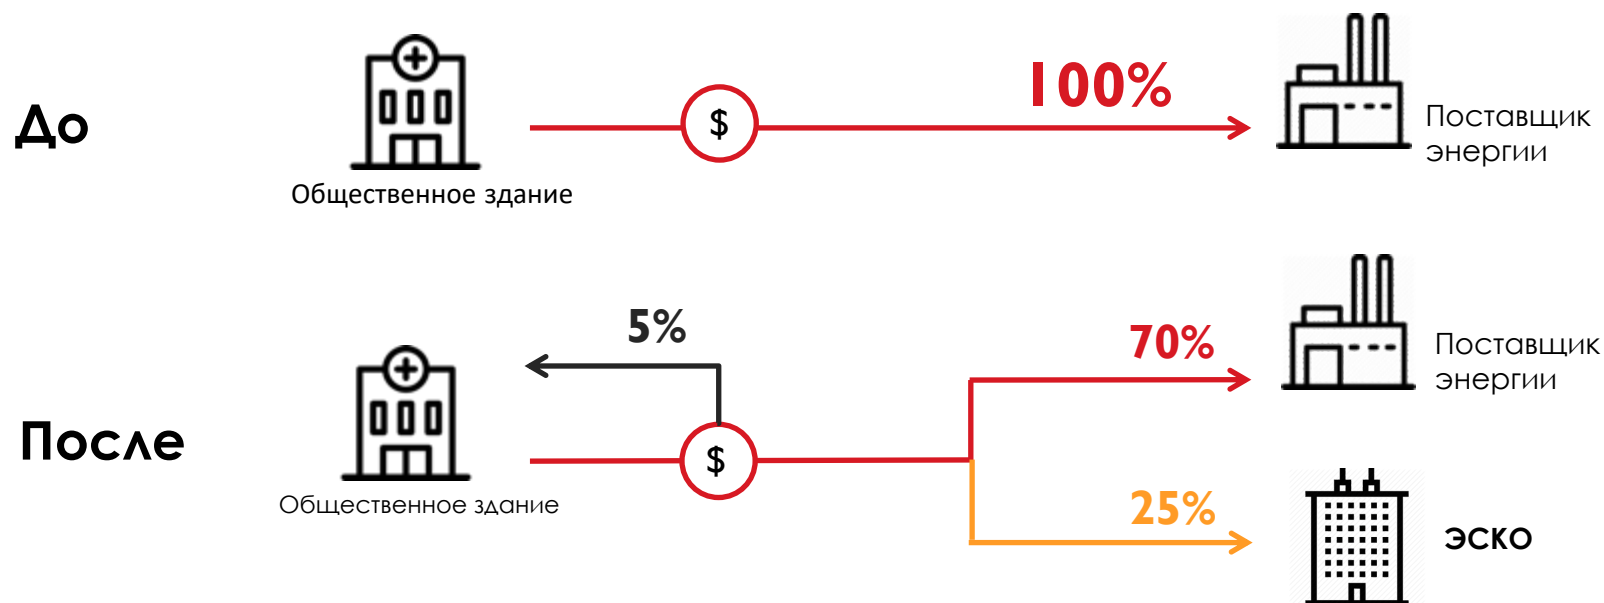 До
$
100%
Поставщик
энергии
Общественное здание
5%
70%
Поставщик
энергии
После
$
Общественное здание
25%
ЭСКО